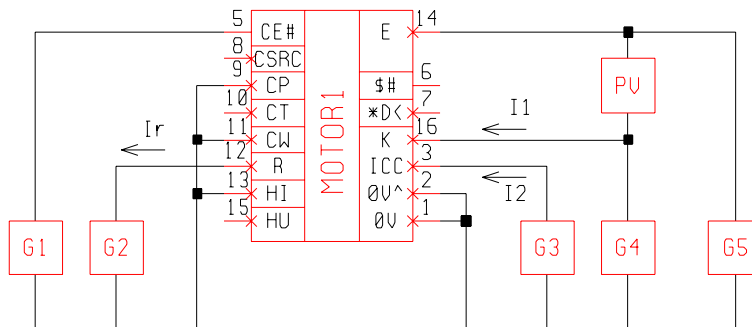 5 CE# E 14
8 CSRC
9 CP $# 6
10 CT *D< 7
11 CW K 16
12 R ICC 3
13 HI 0V^ 2
15 HU 0V 1
MOTOR1
PV
Ir
I1
I2
G1
G2
G3
G4
G5